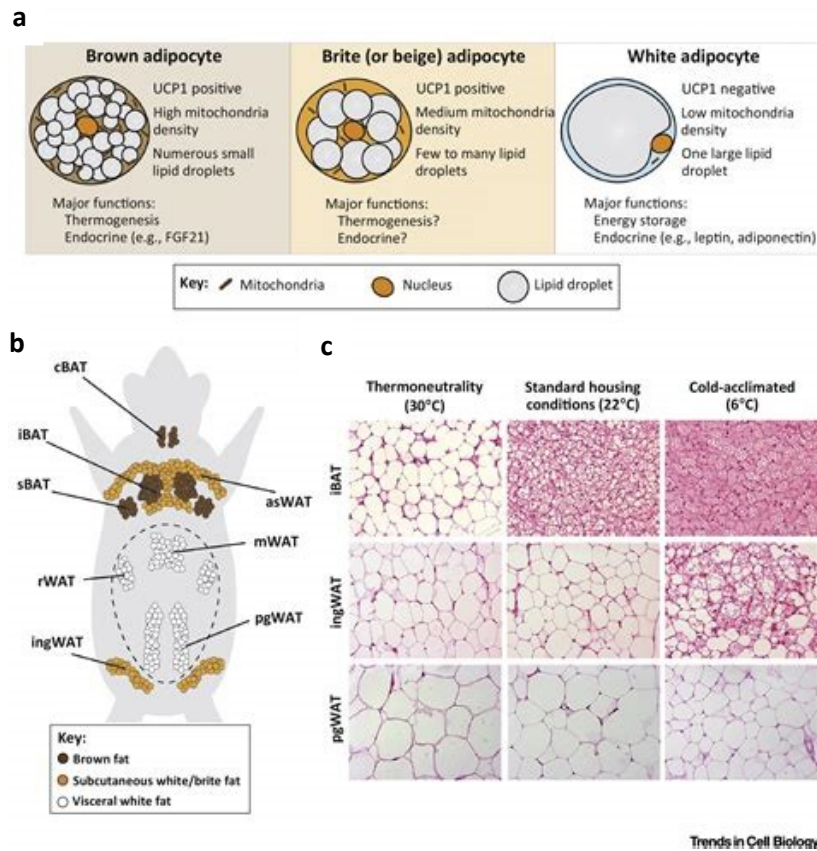 a
Brown adipocyte
UCP1 positive
High mitochondria
density
Numerous small
lipid droplets
Major functions:
Thermogenesis
Endocrine (e.g., FGF21)
Brite (or beige) adipocyte
UCP1 positive
Medium mitochondria
density
Few to many lipid
droplets
Major functions:
Thermogenesis?
Endocrine?
White adipocyte
UCP1 negative
Low mitochondria
density
One large lipid
droplet
Major functions:
Energy storage
Endocrine (e.g., leptin, adiponectin)
Key: Mitochondria Nucleus Lipid droplet
b
cBAT
iBAT
sBAT
asWAT
mWAT
rWAT
pgWAT
ingWAT
Key:
Brown fat
Subcutaneous white/brite fat
Visceral white fat
c
Thermoneutrality
(30°C)
Standard housing
conditions (22°C)
Cold-acclimated
(6°C)
iBAT
ingWAT
pgWAT
Trends in Cell Biology